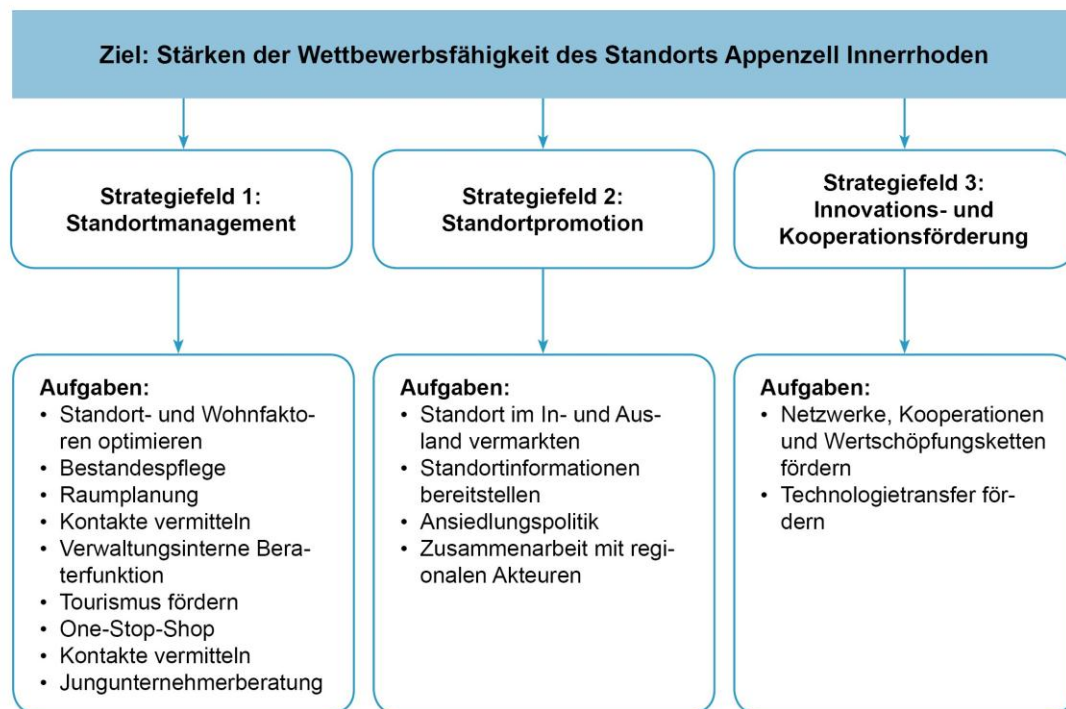 Ziel: Stärken der Wettbewerbsfähigkeit des Standorts Appenzell Innerrhoden
Strategiefeld 1:
Standortmanagement
Strategiefeld 2:
Standortpromotion
Strategiefeld 3:
Innovations- und
Kooperationsförderung
Aufgaben:
• Standort- und Wohnfakto-
ren optimieren
• Bestandespflege
• Raumplanung
• Kontakte vermitteln
• Verwaltungsinterne Bera-
terfunktion
• Tourismus fördern
• One-Stop-Shop
• Kontakte vermitteln
• Jungunternehmerberatung
Aufgaben:
• Standort im In- und Aus-
land vermarkten
• Standortinformationen
bereitstellen
• Ansiedlungspolitik
• Zusammenarbeit mit regi-
onalen Akteuren
Aufgaben:
• Netzwerke, Kooperationen
und Wertschöpfungsketten
fördern
• Technologietransfer för-
dern